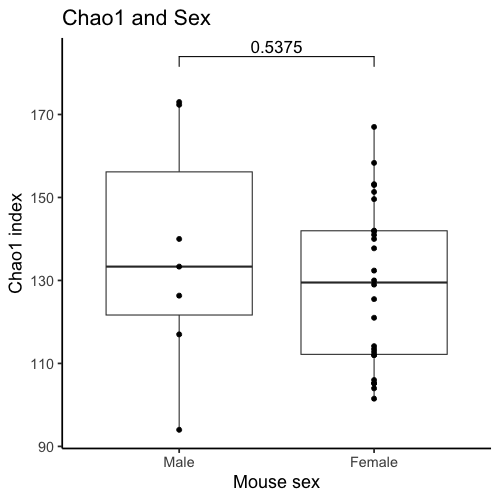 Chao1 and Sex
0.5375
170
150
130
110
90
Chao1 index
Male
Female
Mouse sex